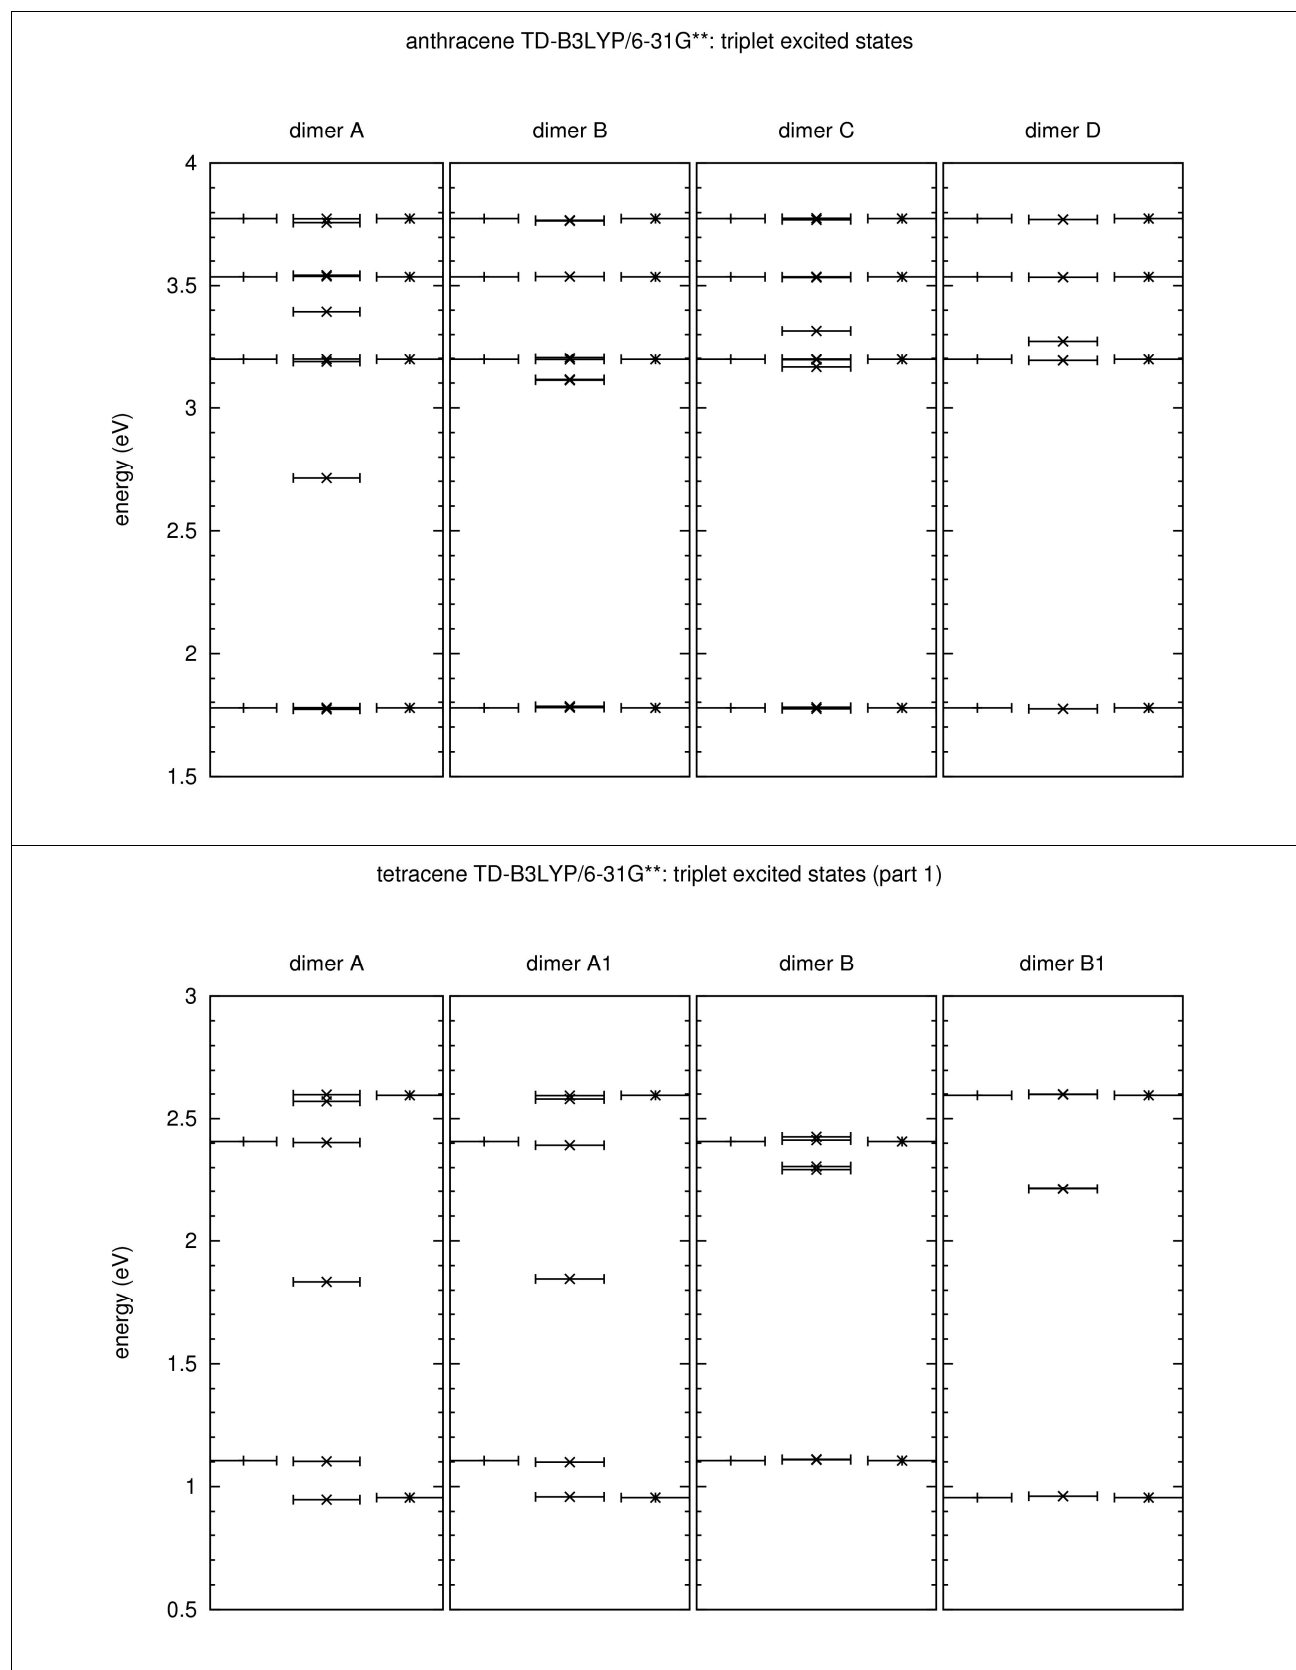 anthracene TD-B3LYP/6-31G**: triplet excited states
dimer A
dimer B
dimer C
dimer D
4
3.5
3
2.5
2
1.5
energy (eV)
tetracene TD-B3LYP/6-31G**: triplet excited states (part 1)
dimer A
dimer A1
dimer B
dimer B1
3
2.5
2
1.5
1
0.5
energy (eV)